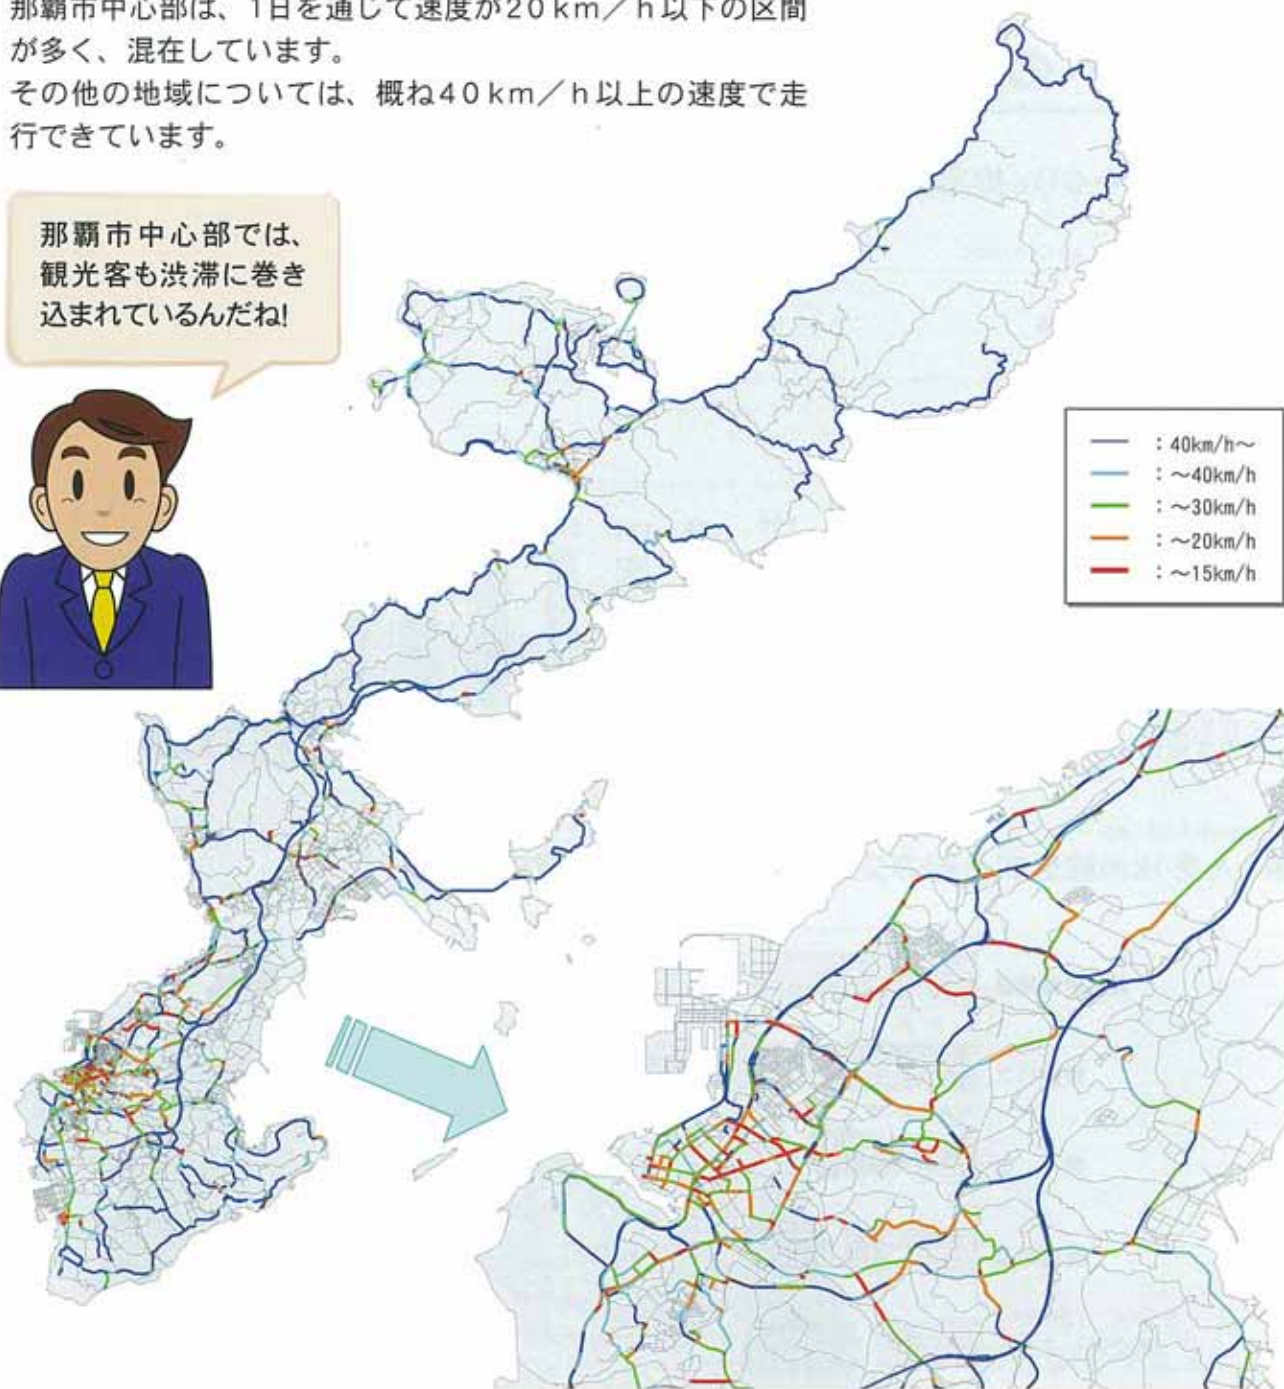 那覇市中心部は、1日を通じて速度が20km／h以下の区間
が多く、混在しています。
その他の地域については、概ね40km／h以上の速度で走
行できています。
那覇市中心部では、
観光客も渋滞に巻き
込まれているんだね!
：40km/h～
：～40km/h
：～30km/h
：～20km/h
：～15km/h